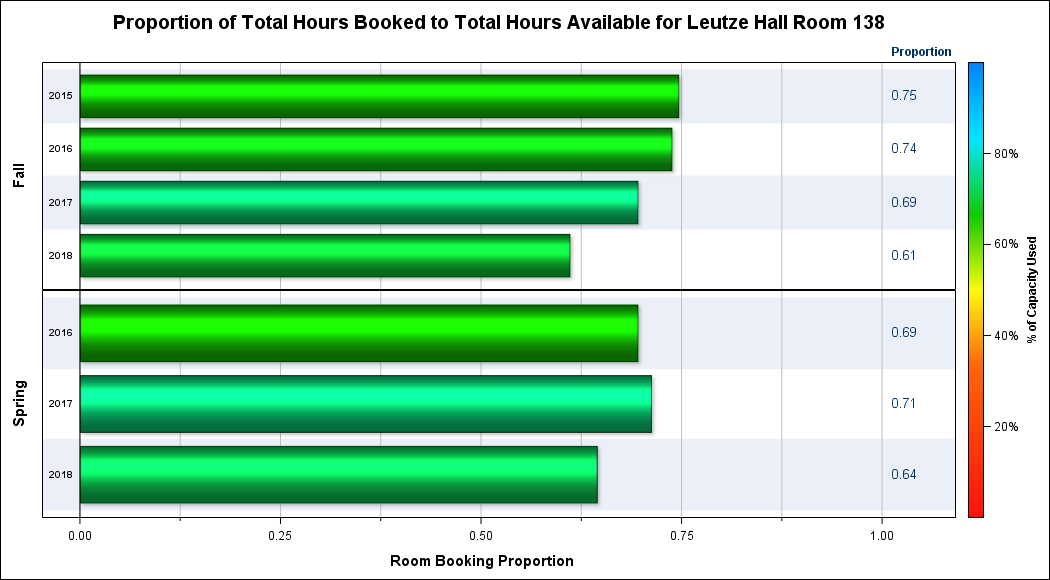 Proportion of Total Hours Booked to Total Hours Available for Leutze Hall Room 138
Proportion
Fall
2015
0.75
2016
0.74
2017
0.69
2018
0.61
Spring
2016
0.69
2017
0.71
2018
0.64
0.00 0.25 0.50 0.75 1.00
Room Booking Proportion
80%
60%
40%
20%
% of Capacity Used